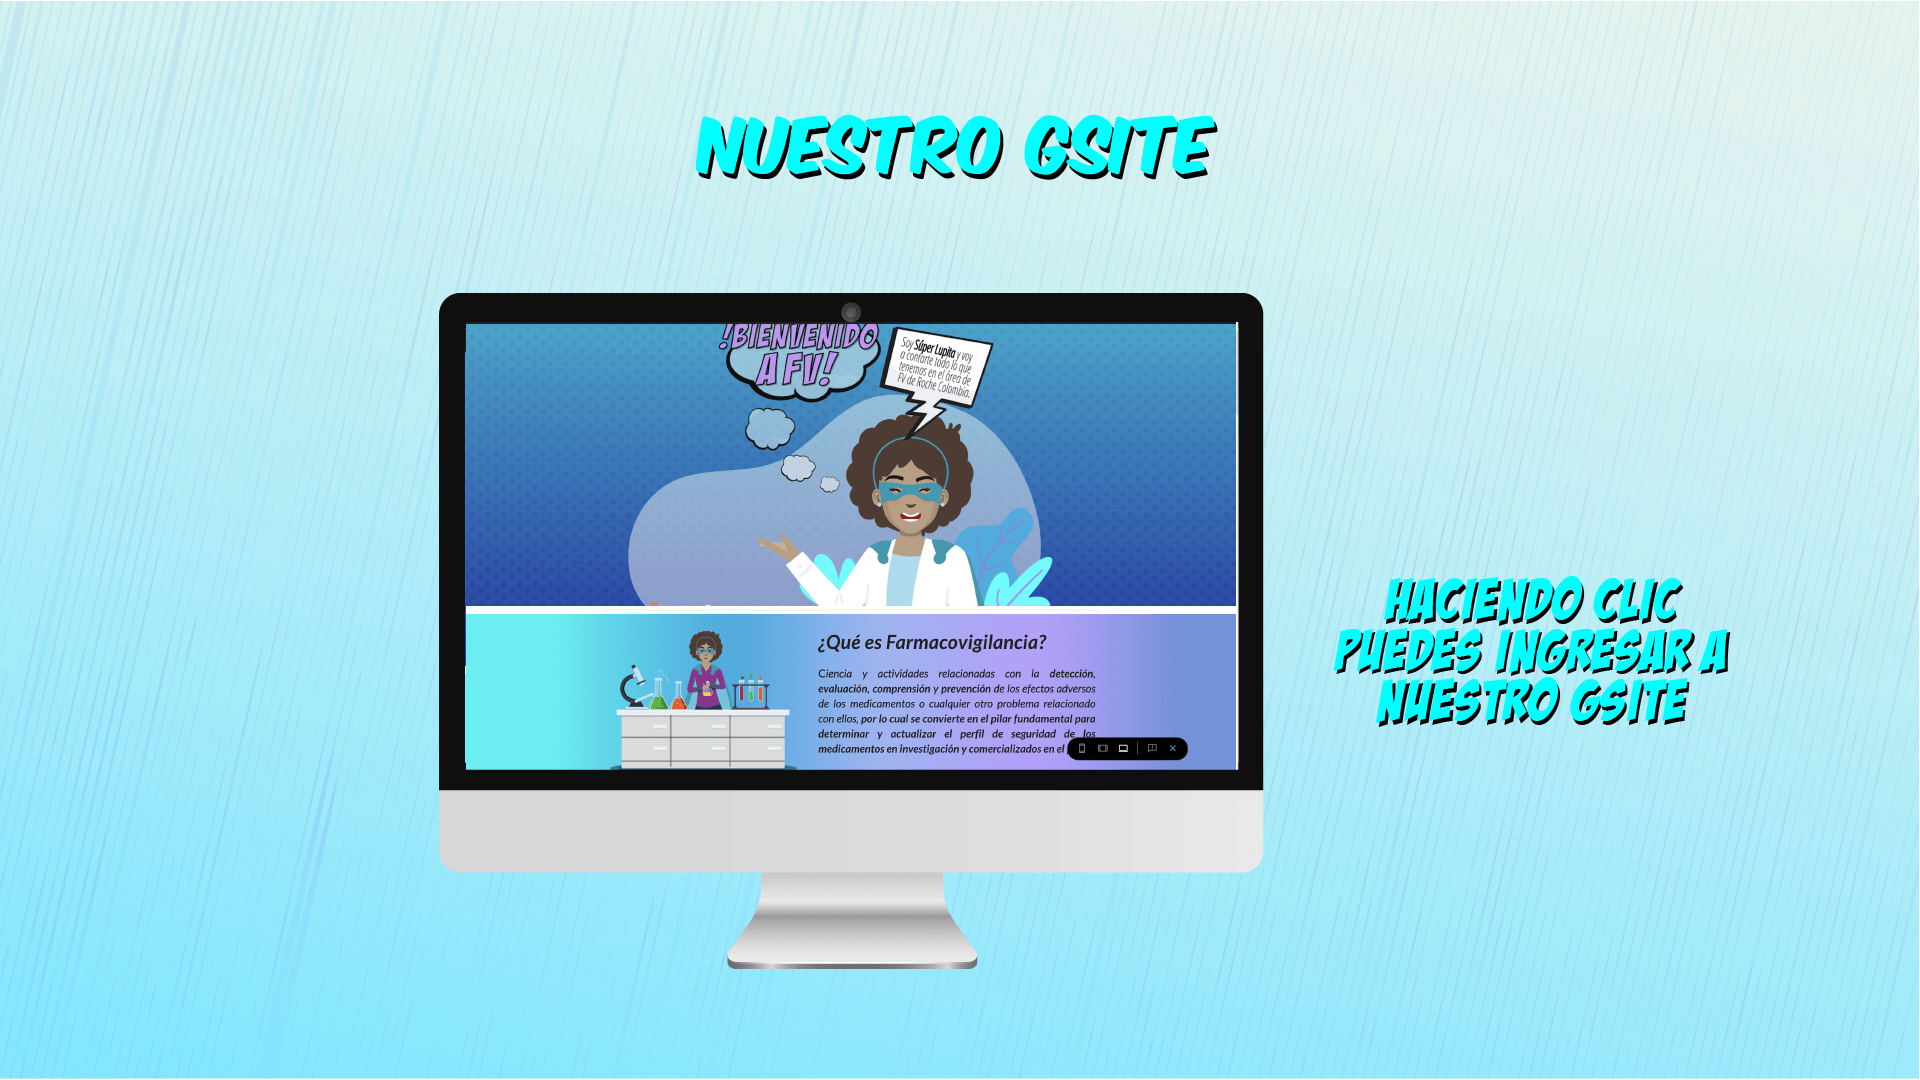 NUESTRO GSITE
!BIENVENIDO
A FV!
Soy Súper Lupita y voy
a contarte todo lo que
tenemos en el área de
FV de Roche Colombia.
HACIENDO CLIC
PUEDES INGRESAR A
NUESTRO GSITE
¿Qué es Farmacovigilancia?
Ciencia y actividades relacionadas con la detección,
evaluación, comprensión y prevención de los efectos adversos
de los medicamentos o cualquier otro problema relacionado
con ellos, por lo cual se convierte en el pilar fundamental para
determinar y actualizar el perfil de seguridad de los
medicamentos en investigación y comercializados en el